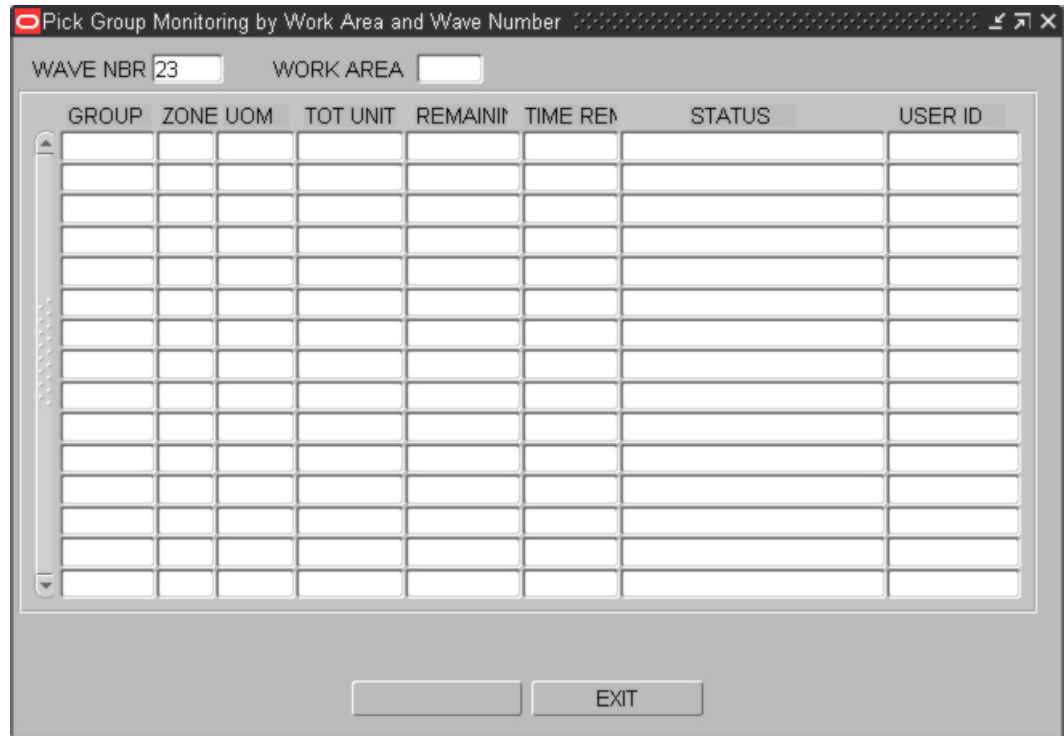 Pick Group Monitoring by Work Area and Wave Number
WAVE NBR 23 WORK AREA
GROUP ZONE UOM TOT UNIT REMAININ TIME REM STATUS USER ID
EXIT